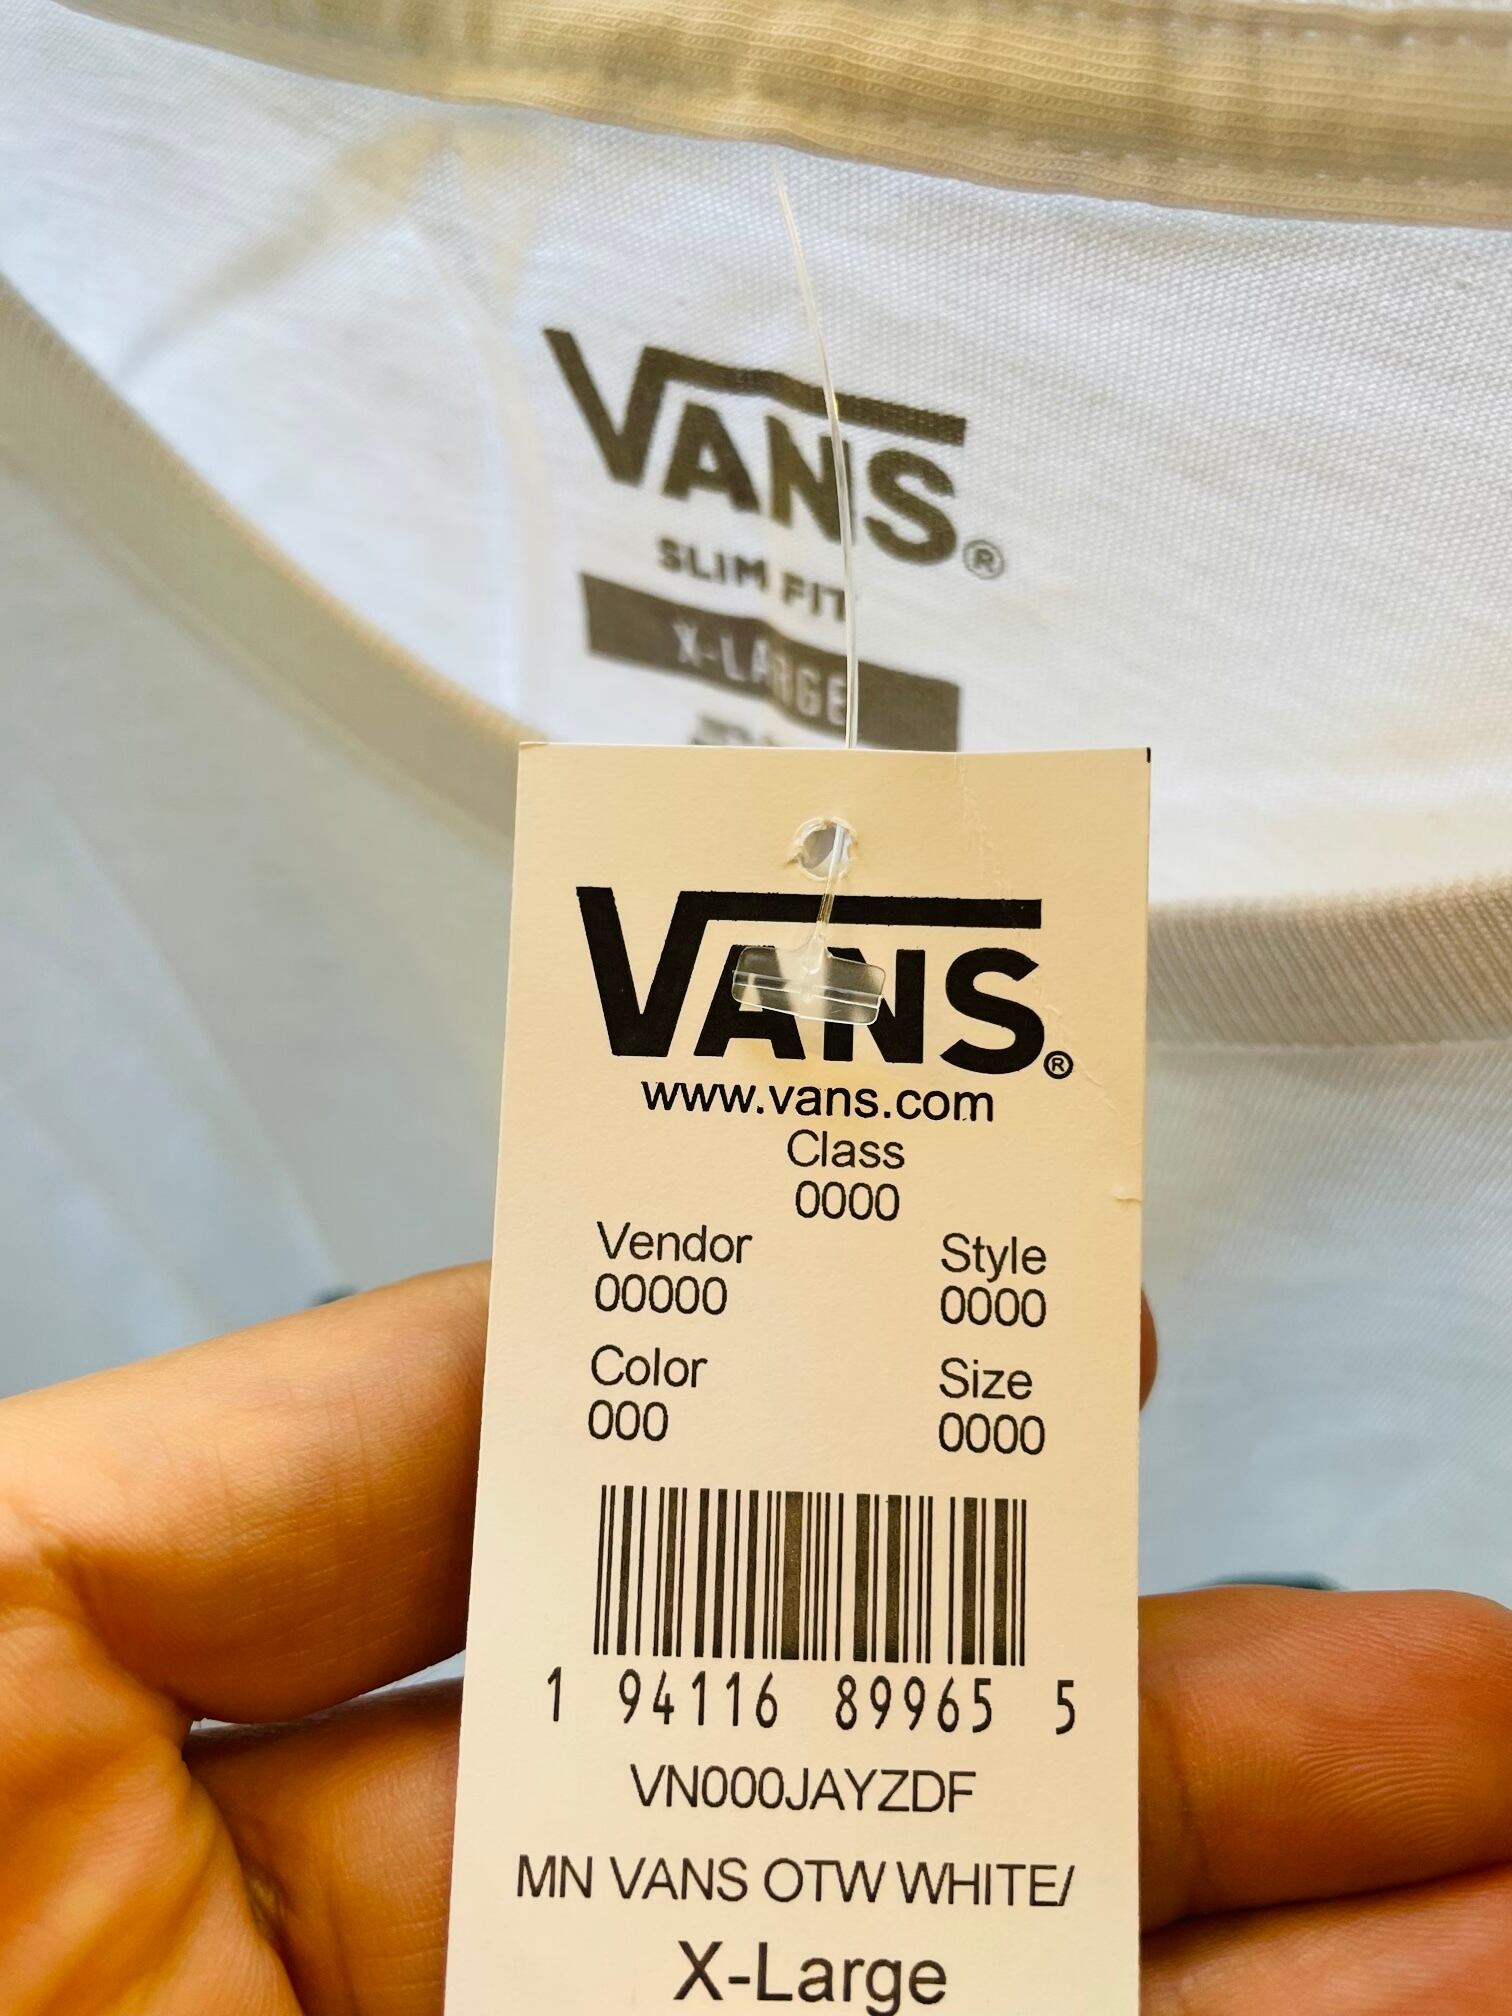 VANS®
SLIM FIT
X-LARGE
VANS®
www.vans.com
Class
0000
Vendor Style
00000 0000
Color Size
000 0000
1 94116 89965 5
VN000JAYZDF
MN VANS OTW WHITE/
X-Large